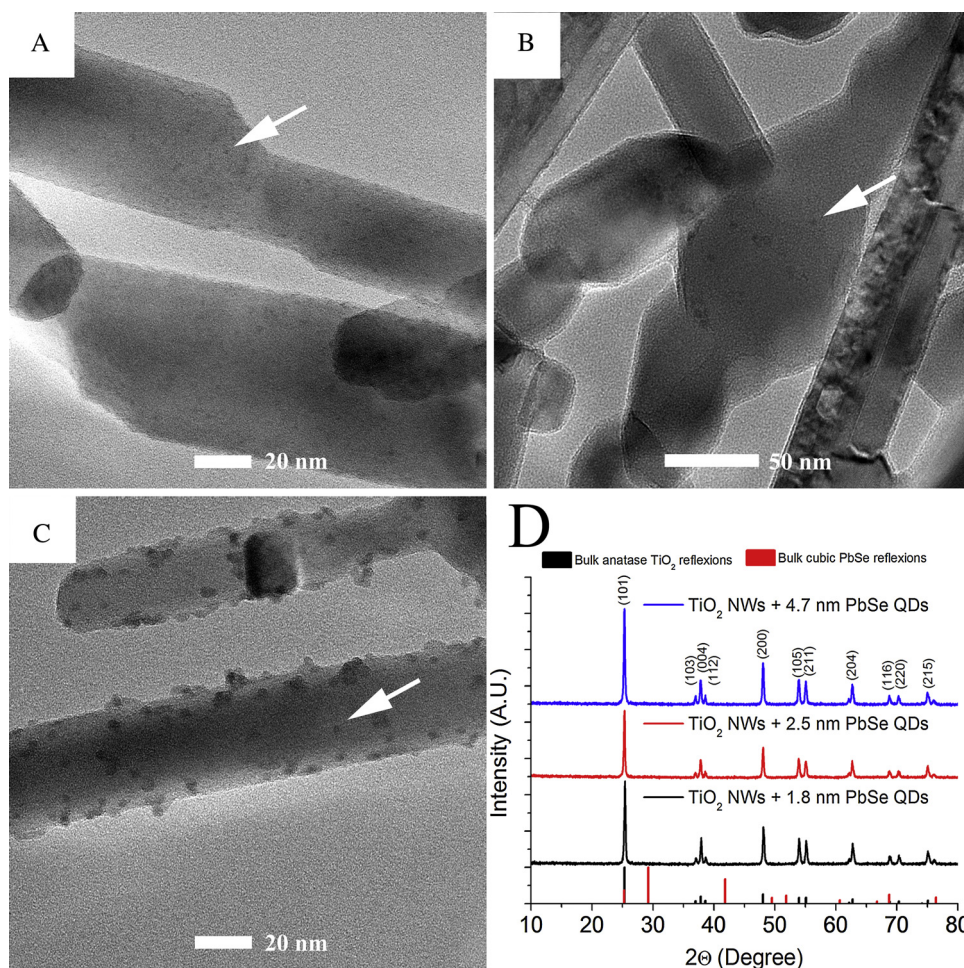 A
B
20 nm
50 nm
C
20 nm
D
Bulk anatase TiO₂ reflexions
Bulk cubic PbSe reflexions
(101)
TiO₂ NWs + 4.7 nm PbSe QDs
(103)
(004)
(112)
(200)
(105)
(211)
(204)
(116)
(220)
(215)
TiO₂ NWs + 2.5 nm PbSe QDs
TiO₂ NWs + 1.8 nm PbSe QDs
Intensity (A.U.)
10 20 30 40 50 60 70 80
2Θ (Degree)